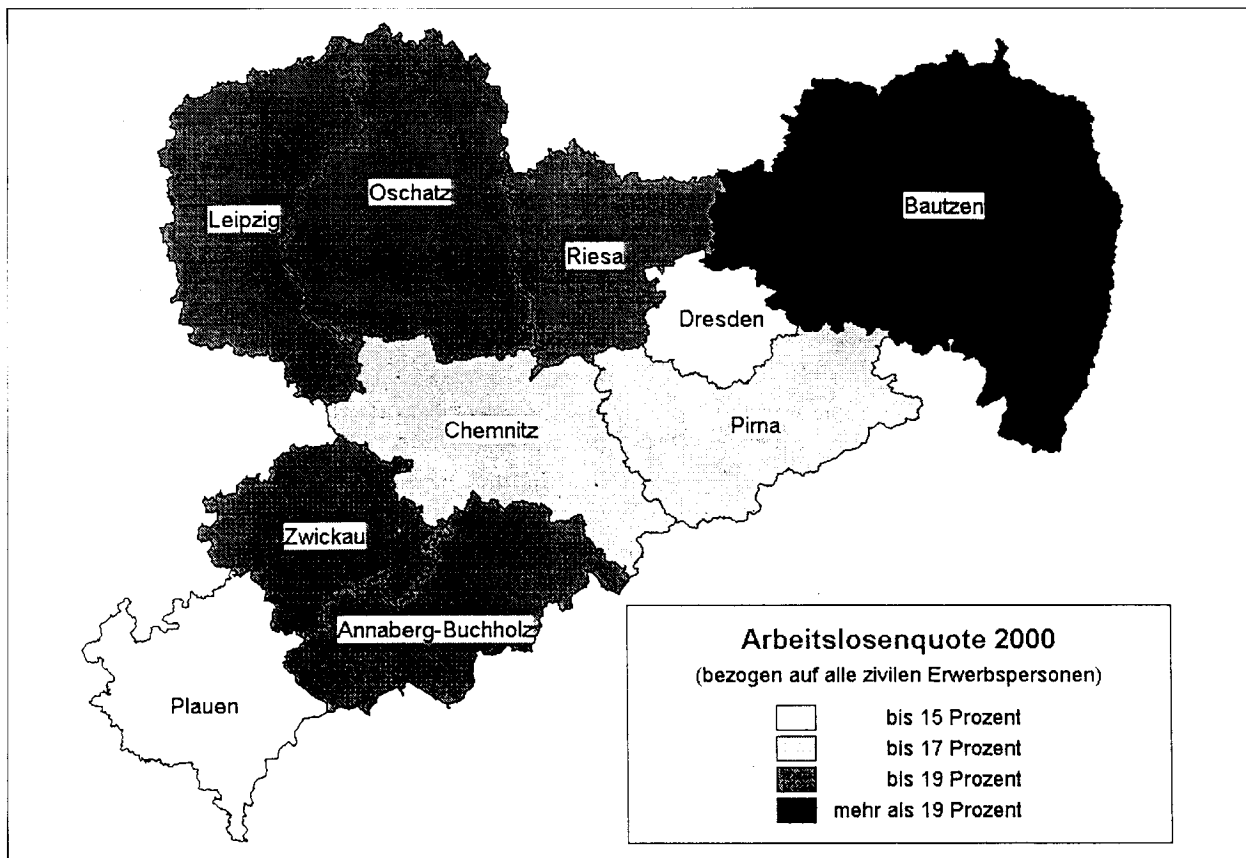 Oschatz
Leipzig
Bautzen
Riesa
Dresden
Chemnitz
Pirna
Zwickau
Annaberg-Buchholz
Plauen
Arbeitslosenquote 2000
(bezogen auf alle zivilen Erwerbspersonen)
bis 15 Prozent
bis 17 Prozent
bis 19 Prozent
mehr als 19 Prozent